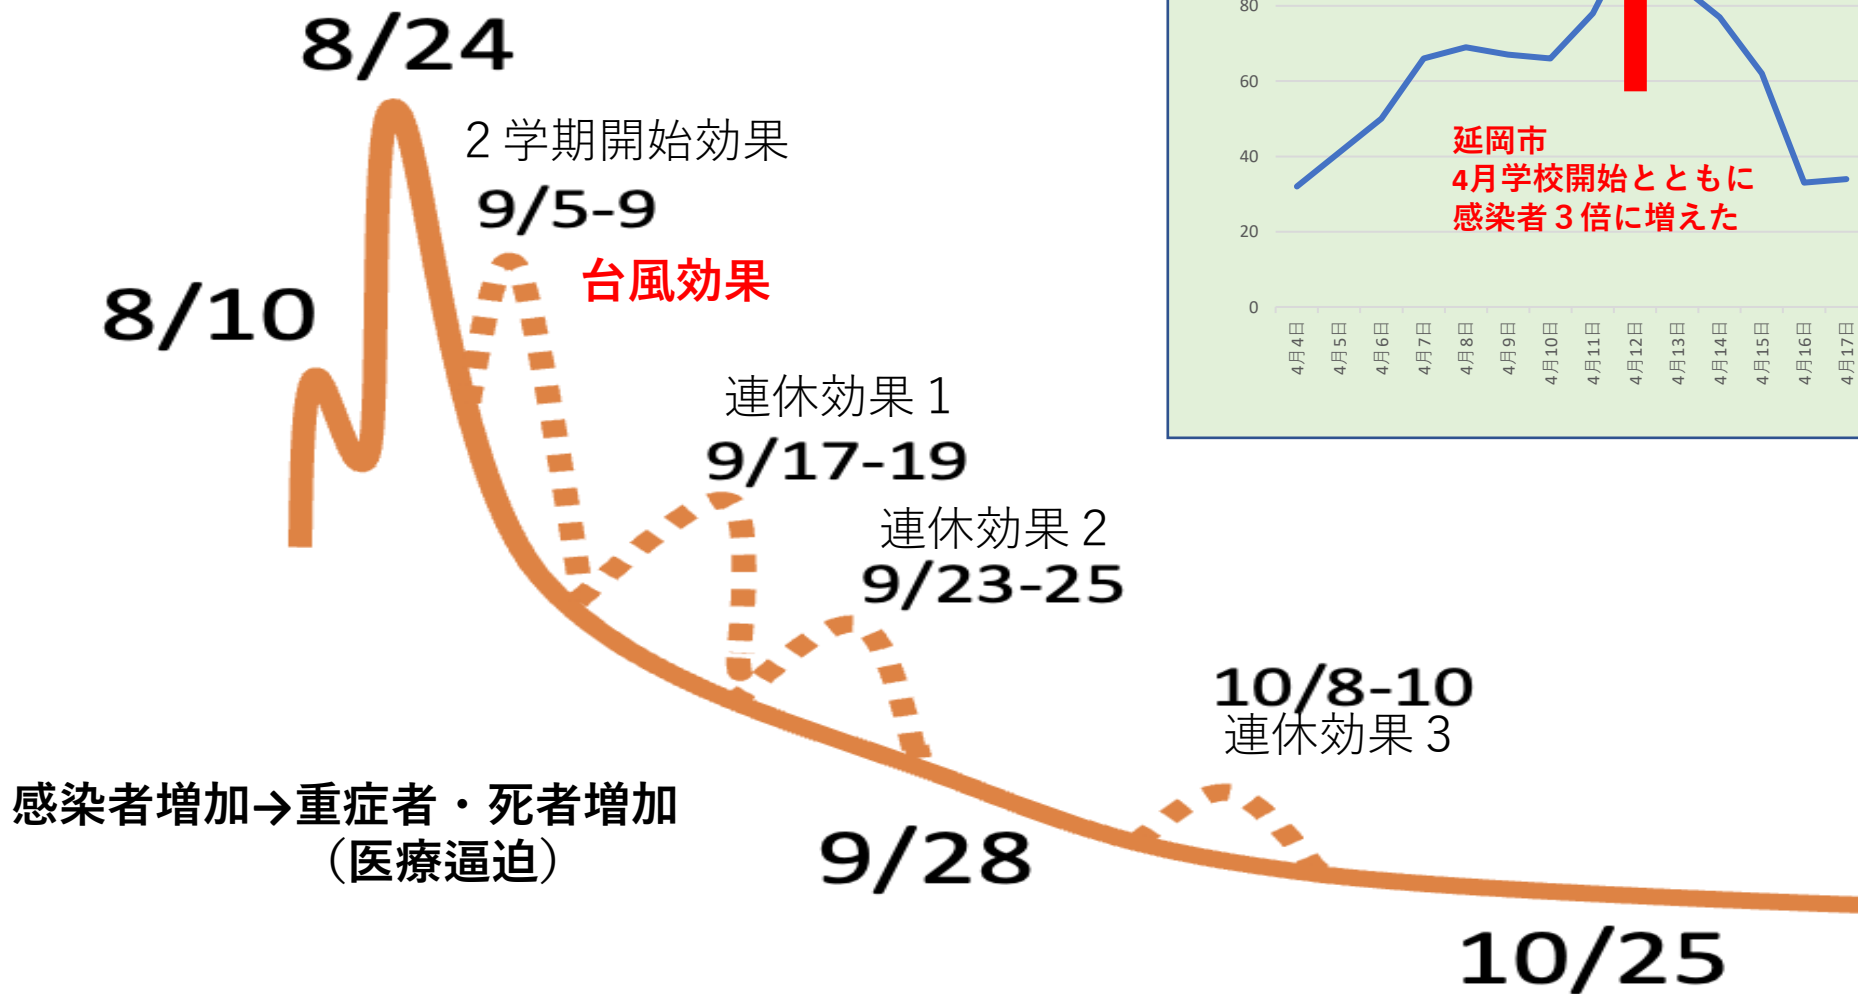 8/24
２学期開始効果
9/5-9
台風効果
8/10
連休効果１
9/17-19
連休効果２
9/23-25
10/8-10
連休効果３
感染者増加→重症者・死者増加
（医療逼迫）
9/28
10/25
80
60
40
20
0
延岡市
4月学校開始とともに
感染者３倍に増えた
4月4日
4月5日
4月6日
4月7日
4月8日
4月9日
4月10日
4月11日
4月12日
4月13日
4月14日
4月15日
4月16日
4月17日